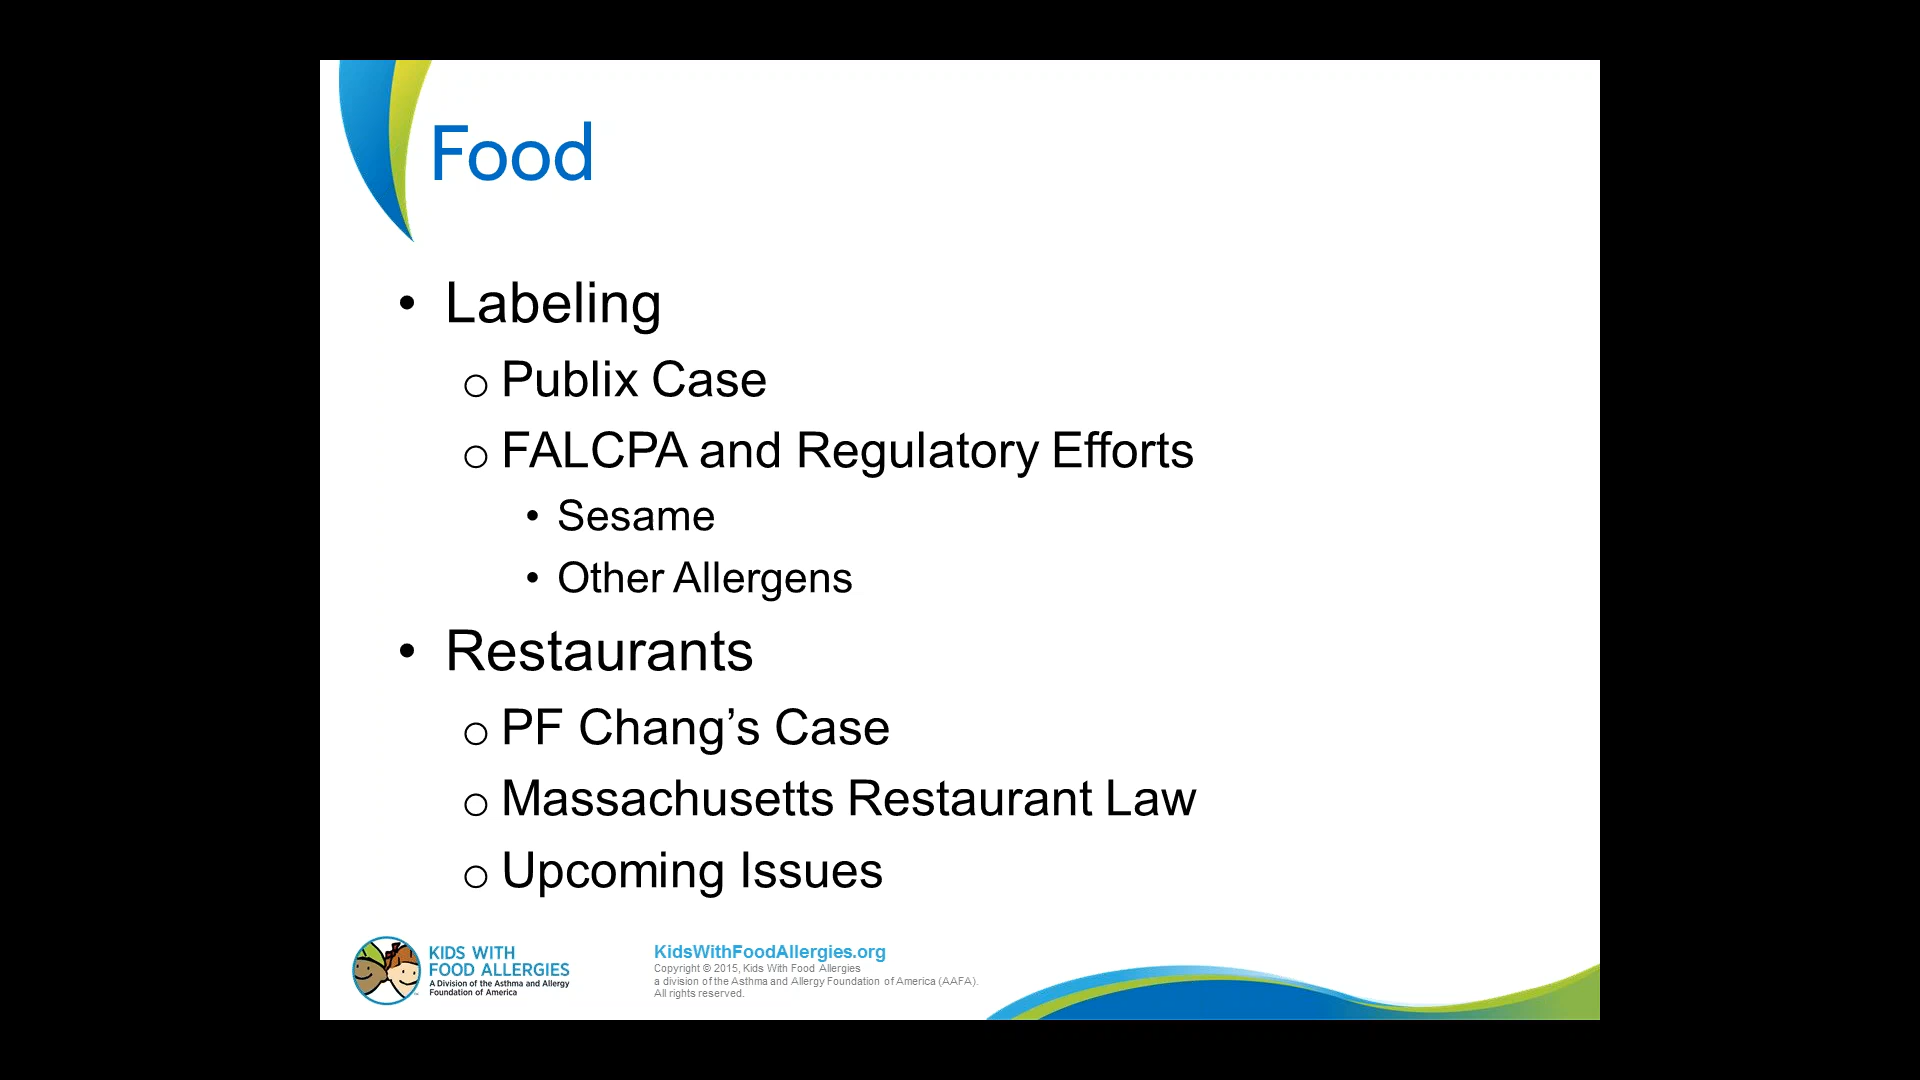 Food
• Labeling
o Publix Case
o FALCPA and Regulatory Efforts
• Sesame
• Other Allergens
• Restaurants
o PF Chang’s Case
o Massachusetts Restaurant Law
o Upcoming Issues
KIDS WITH
FOOD ALLERGIES
A Division of the Asthma and Allergy
Foundation of America
KidsWithFoodAllergies.org
Copyright © 2015, Kids With Food Allergies
a division of the Asthma and Allergy Foundation of America (AAFA).
All rights reserved.